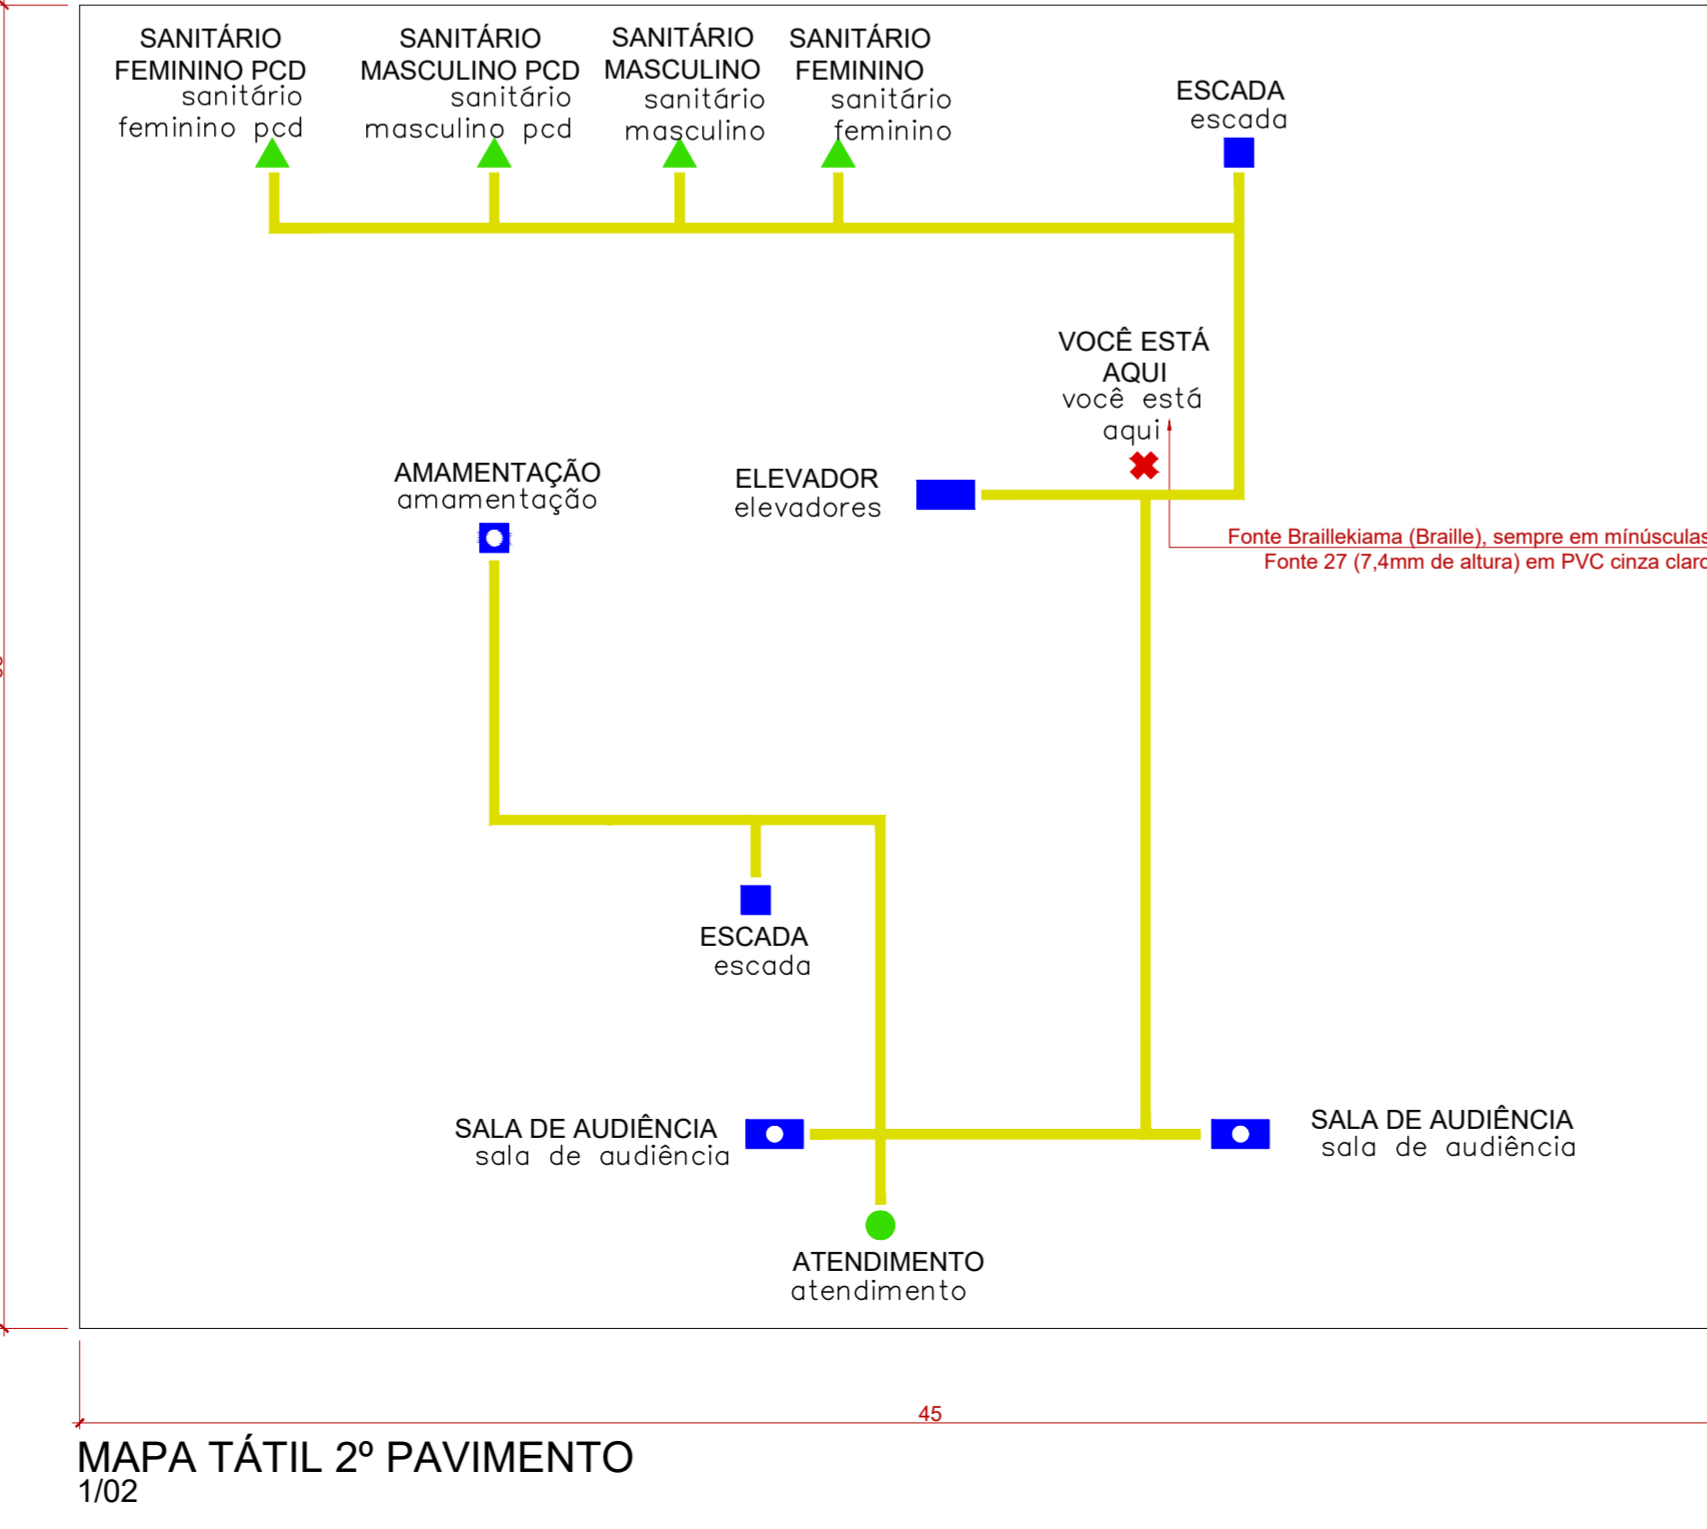 SANITÁRIO
FEMININO PCD
sanitário
feminino pcd
SANITÁRIO
MASCULINO PCD
sanitário
masculino pcd
SANITÁRIO
MASCULINO
sanitário
masculino
SANITÁRIO
FEMININO
sanitário
feminino
ESCADA
escada
VOCÊ ESTÁ
AQUI
você está
aqui
AMAMENTAÇÃO
amamentação
ELEVADOR
elevadores
Fonte Braillekiama (Braille), sempre em mínúsculas
Fonte 27 (7,4mm de altura) em PVC cinza claro
ESCADA
escada
SALA DE AUDIÊNCIA
sala de audiência
SALA DE AUDIÊNCIA
sala de audiência
ATENDIMENTO
atendimento
45
MAPA TÁTIL 2º PAVIMENTO
1/02